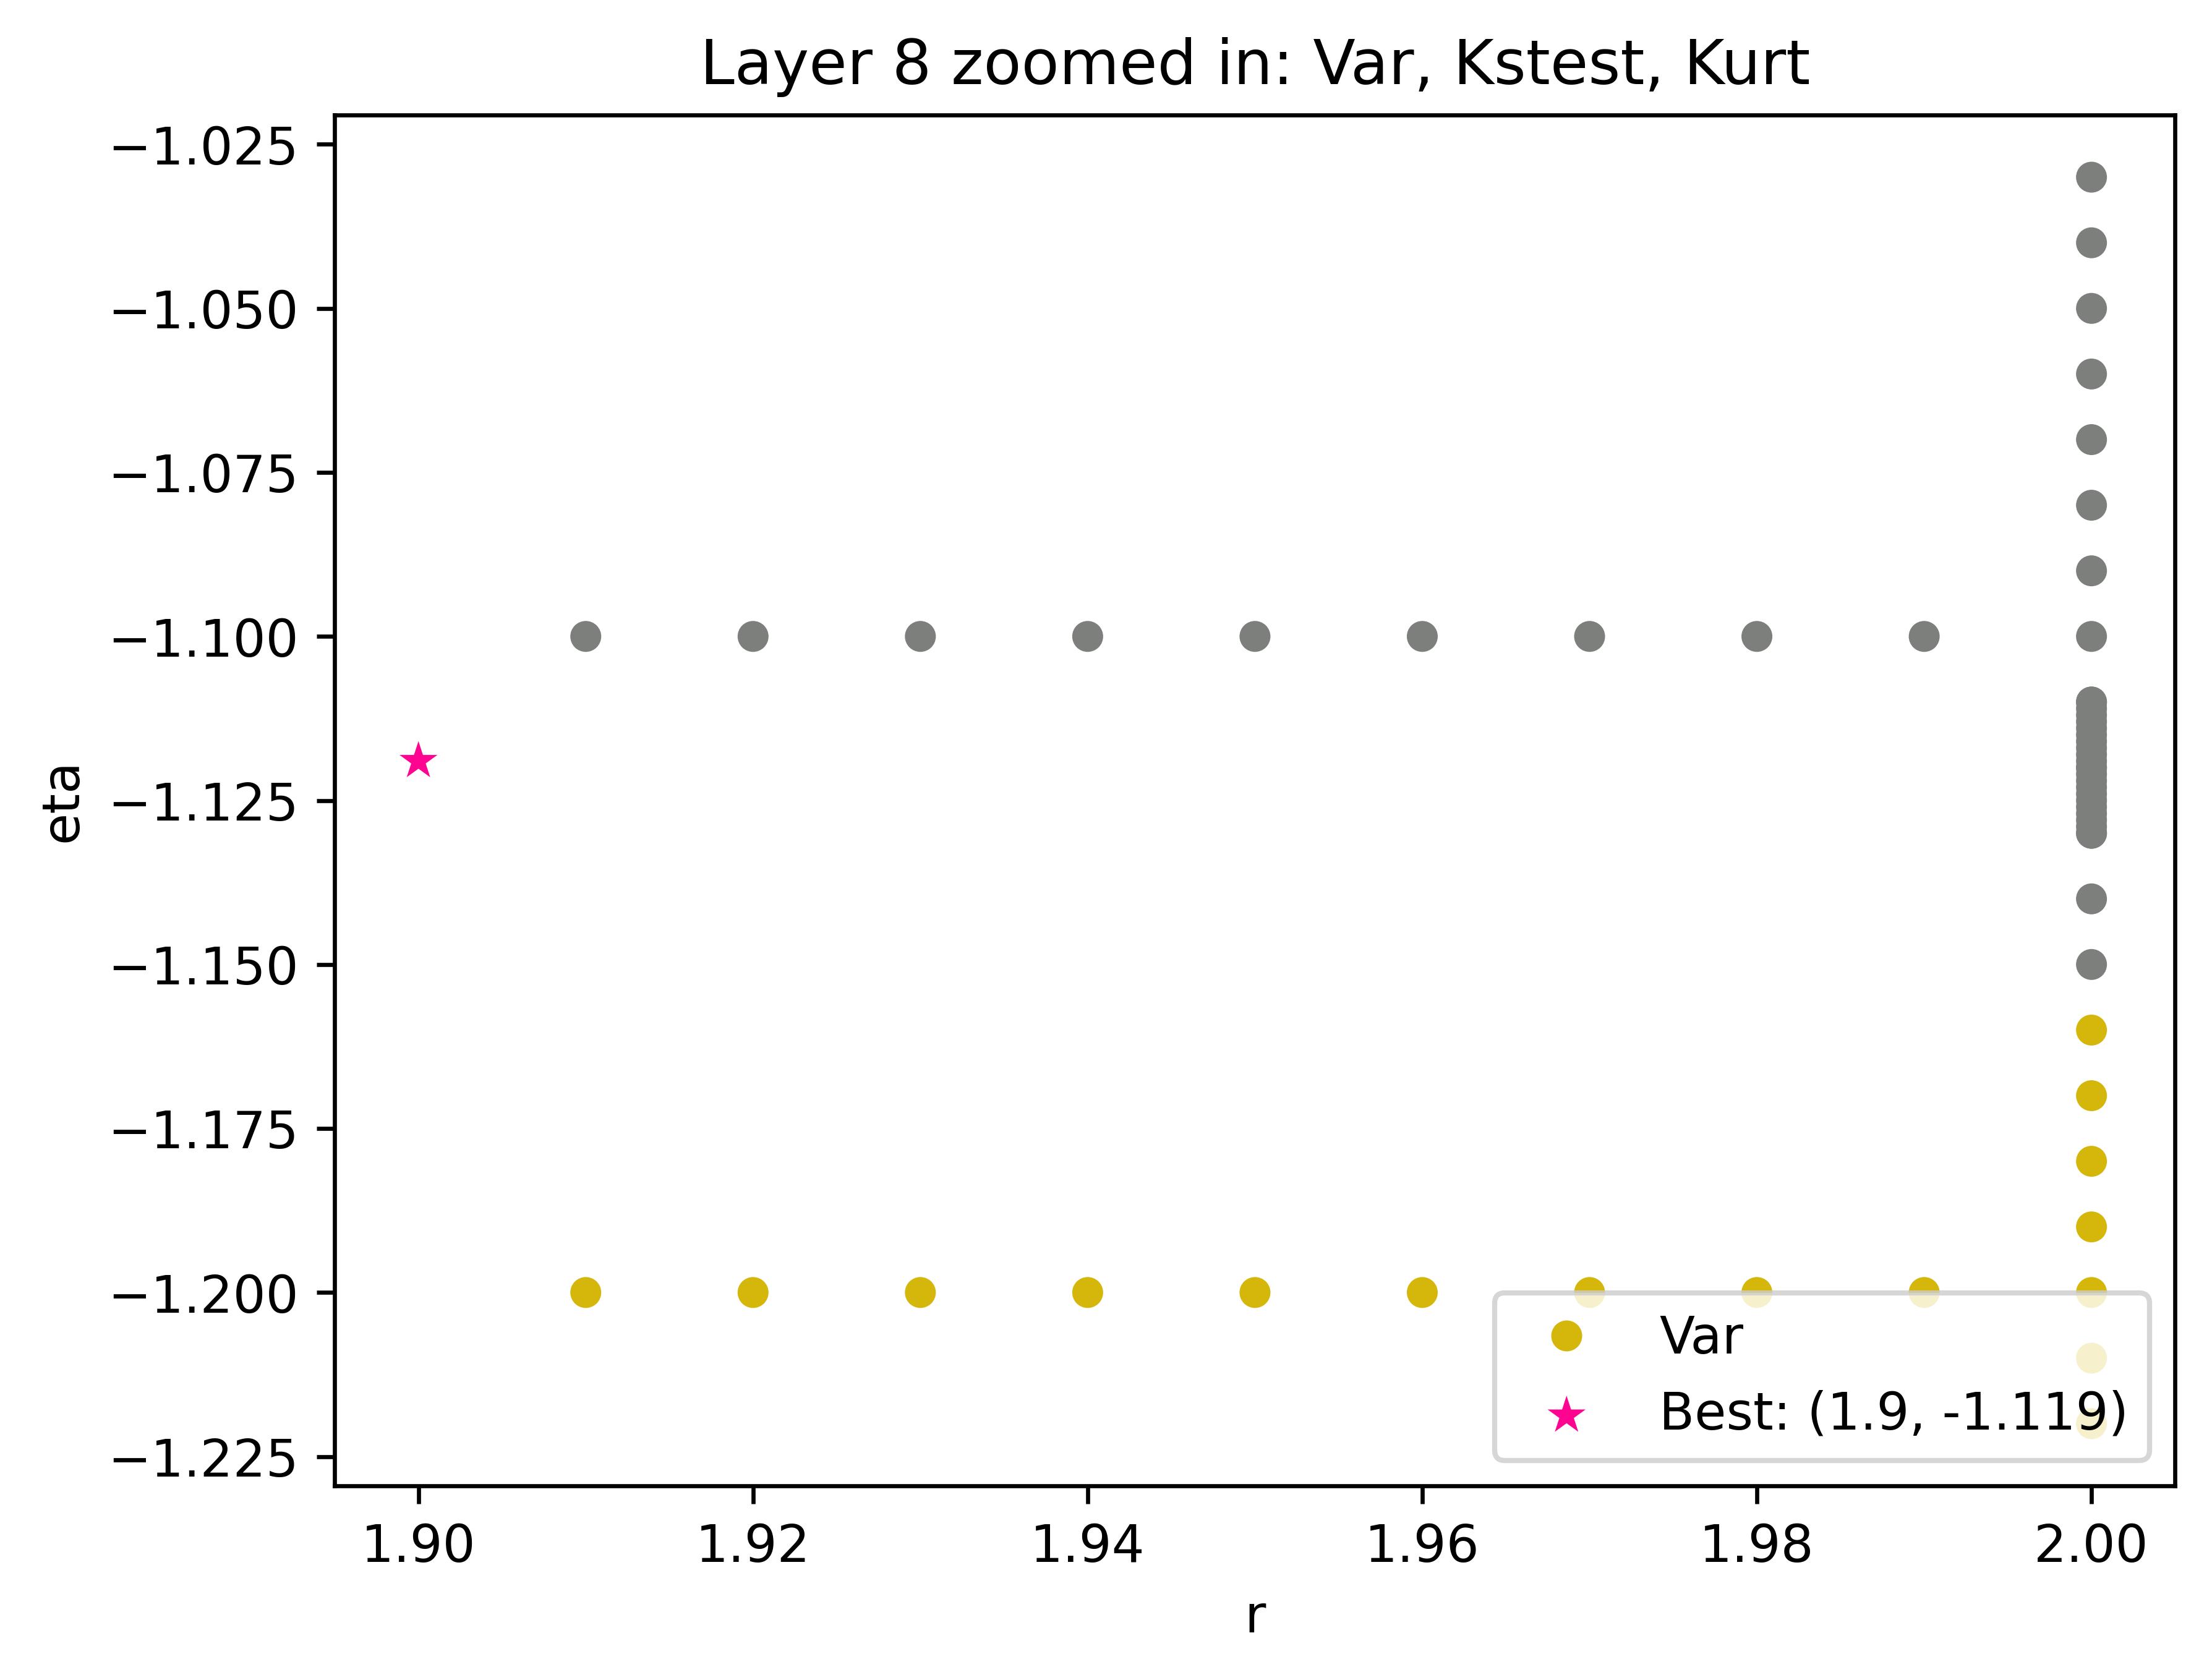 Layer 8 zoomed in: Var, Kstest, Kurt
−1.025
−1.050
−1.075
−1.100
−1.125
−1.150
−1.175
−1.200
−1.225
eta
Var
Best: (1.9, -1.119)
1.90 1.92 1.94 1.96 1.98 2.00
r